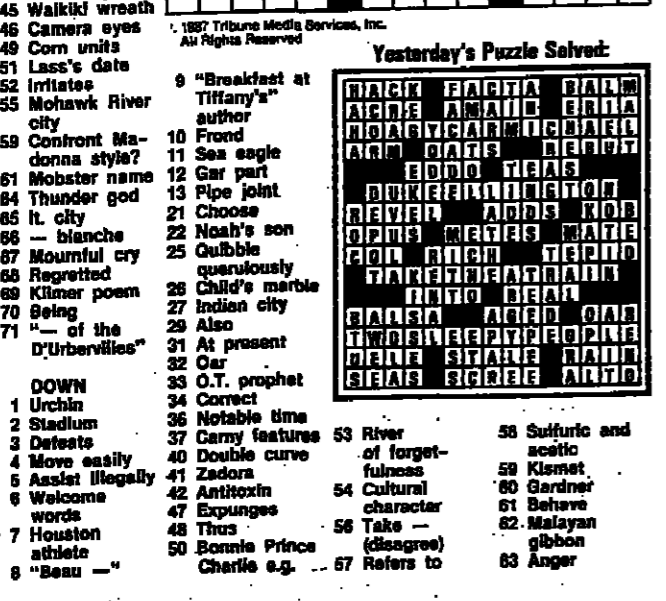 45 Waikiki wreath
46 Camera eyes
49 Corn units
51 Lass's date
52 Irritates
55 Mohawk River
city
59 Confront Ma-
donna style?
61 Mobster name
64 Thunder god
65 It. city
66 — blanche
67 Mournful cry
68 Regretted
69 Kilmer poem
70 Being
71 "— of the
D'Urbervilles"
DOWN
1 Urchin
2 Stadium
3 Defeats
4 Move easily
5 Assist illegally
6 Welcome
words
7 Houston
athlete
8 "Beau —"
1987 Tribune Media Services, Inc.
All Rights Reserved
9 "Breakfast at
Tiffany's"
author
10 Frond
11 Sea eagle
12 Gar part
13 Pipe joint
21 Choose
22 Noah's son
25 Quibble
querulously
26 Child's marble
27 Indian city
29 Also
31 At present
32 Oar
33 O.T. prophet
34 Correct
36 Notable time
37 Carny features
40 Double curve
41 Zadora
42 Antitoxin
47 Expunges
48 Thus
50 Bonnie Prince
Charlie e.g.
Yesterday's Puzzle Solved:
HACK FACTA BALM
ACRE AMAIN ERIA
HOAGYCARMICHAEL
ARM OATS REBUT
EDDO TEAS
DUKEELLINGTON
REVEL ADDS KOB
OPUS METES MATE
COL RICH TEPID
TAKETHEATRAIN
INTO REAL
BALSA AGED OAR
TWOSLEEPYPEOPLE
DELE STALE RAIN
SEAS SCREE ALTO
53 River
of forget-
fulness
54 Cultural
character
56 Take —
(disagree)
57 Refers to
58 Sulfuric and
acetic
59 Kismet
60 Gardner
61 Behave
62 Malayan
gibbon
63 Anger